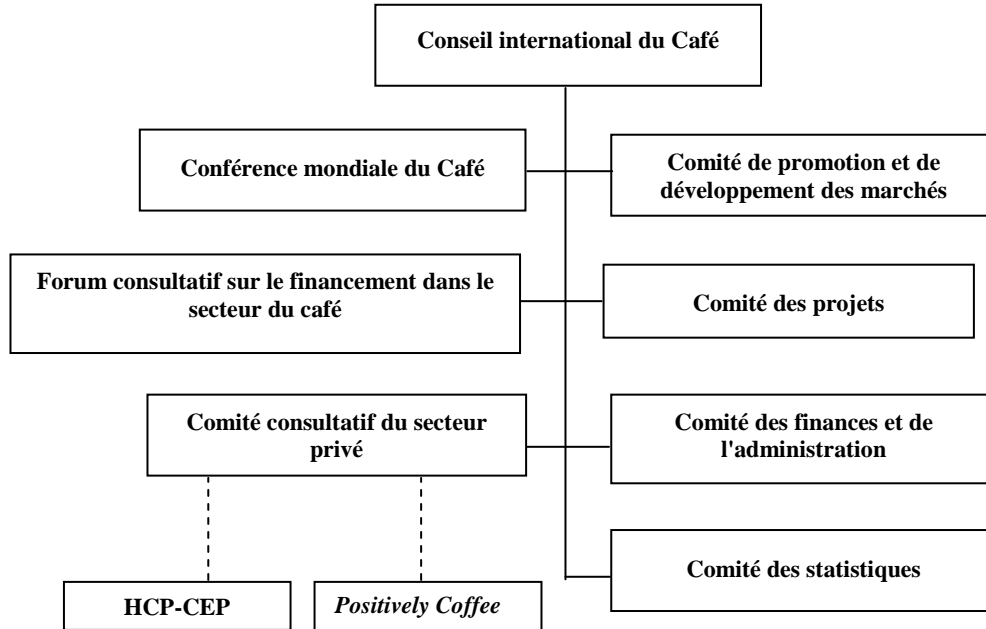 Conseil international du Café
Conférence mondiale du Café
Comité de promotion et de
développement des marchés
Forum consultatif sur le financement dans le
secteur du café
Comité des projets
Comité consultatif du secteur
privé
Comité des finances et de
l'administration
Comité des statistiques
HCP-CEP
Positively Coffee